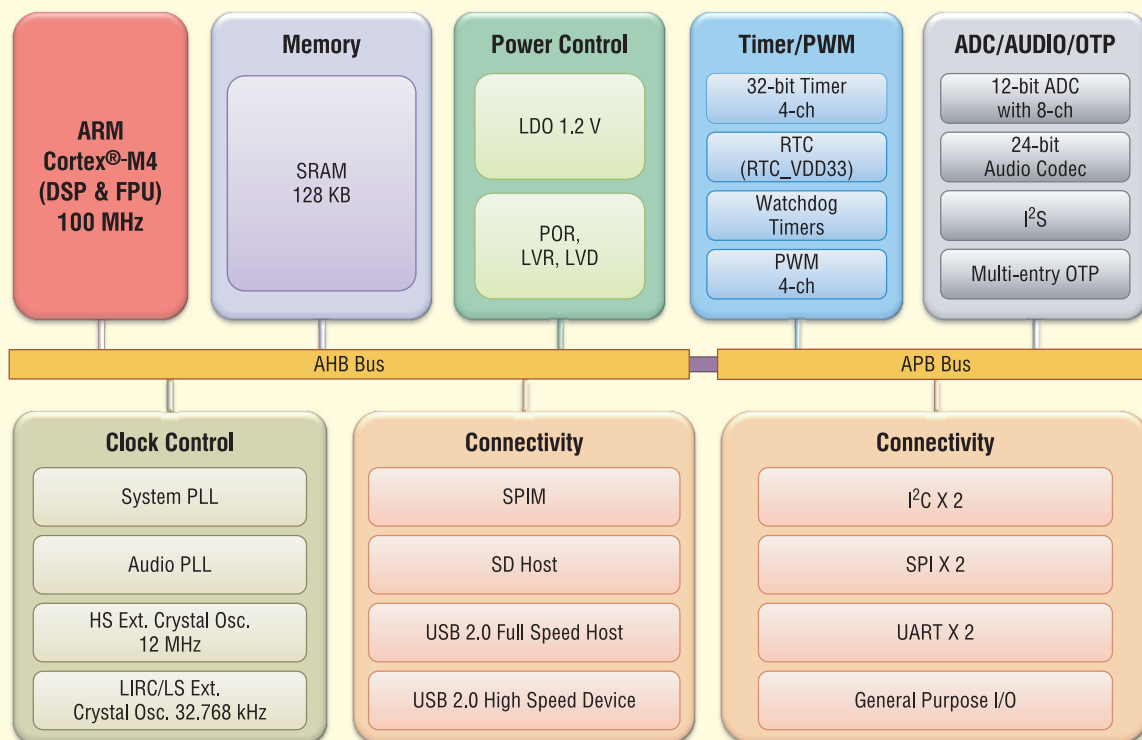 ARM
Cortex®-M4
(DSP & FPU)
100 MHz
Memory
SRAM
128 KB
Power Control
LDO 1.2 V
POR,
LVR, LVD
Timer/PWM
32-bit Timer
4-ch
RTC
(RTC_VDD33)
Watchdog
Timers
PWM
4-ch
ADC/AUDIO/OTP
12-bit ADC
with 8-ch
24-bit
Audio Codec
I²S
Multi-entry OTP
AHB Bus
APB Bus
Clock Control
System PLL
Audio PLL
HS Ext. Crystal Osc.
12 MHz
LIRC/LS Ext.
Crystal Osc. 32.768 kHz
Connectivity
SPIM
SD Host
USB 2.0 Full Speed Host
USB 2.0 High Speed Device
Connectivity
I²C X 2
SPI X 2
UART X 2
General Purpose I/O